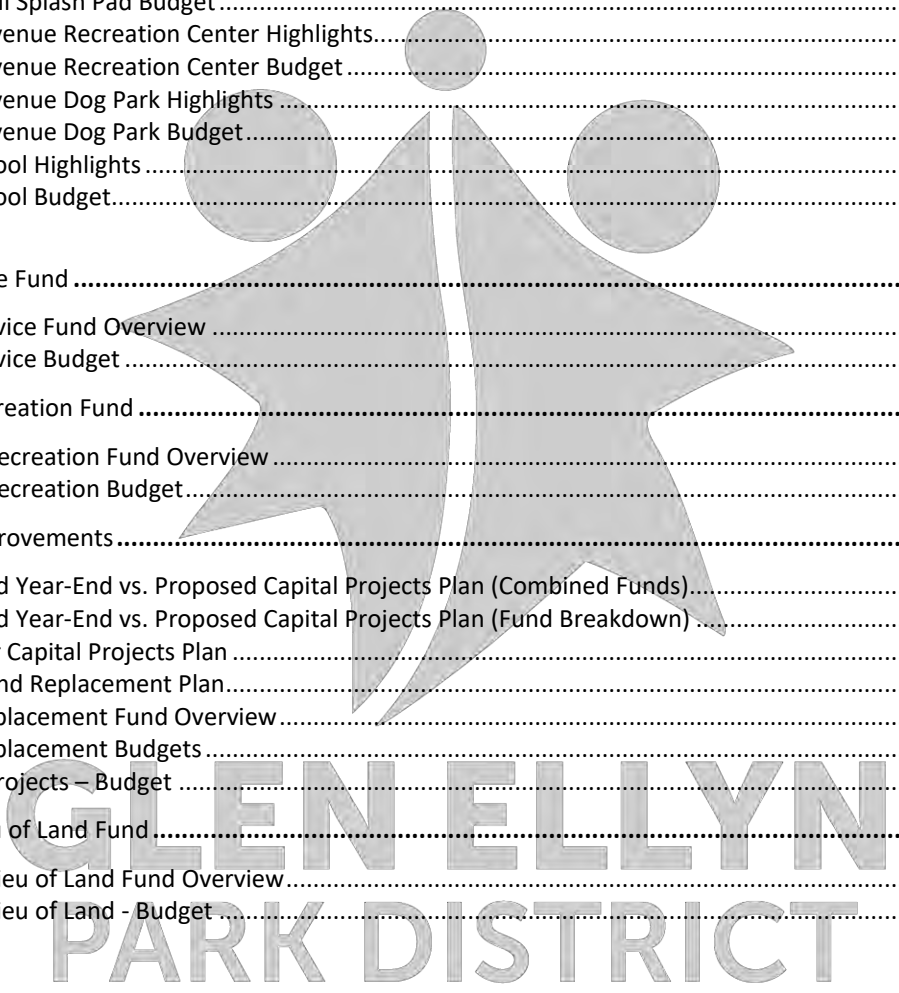 Splash Pad Budget
venue Recreation Center Highlights
venue Recreation Center Budget
venue Dog Park Highlights
venue Dog Park Budget
ool Highlights
ool Budget
e Fund
vice Fund Overview
vice Budget
reation Fund
ecreation Fund Overview
ecreation Budget
rovements
d Year-End vs. Proposed Capital Projects Plan (Combined Funds)
d Year-End vs. Proposed Capital Projects Plan (Fund Breakdown)
Capital Projects Plan
nd Replacement Plan
placement Fund Overview
placement Budgets
rojects – Budget
of Land Fund
ieu of Land Fund Overview
ieu of Land - Budget
GLEN ELLYN
PARK DISTRICT